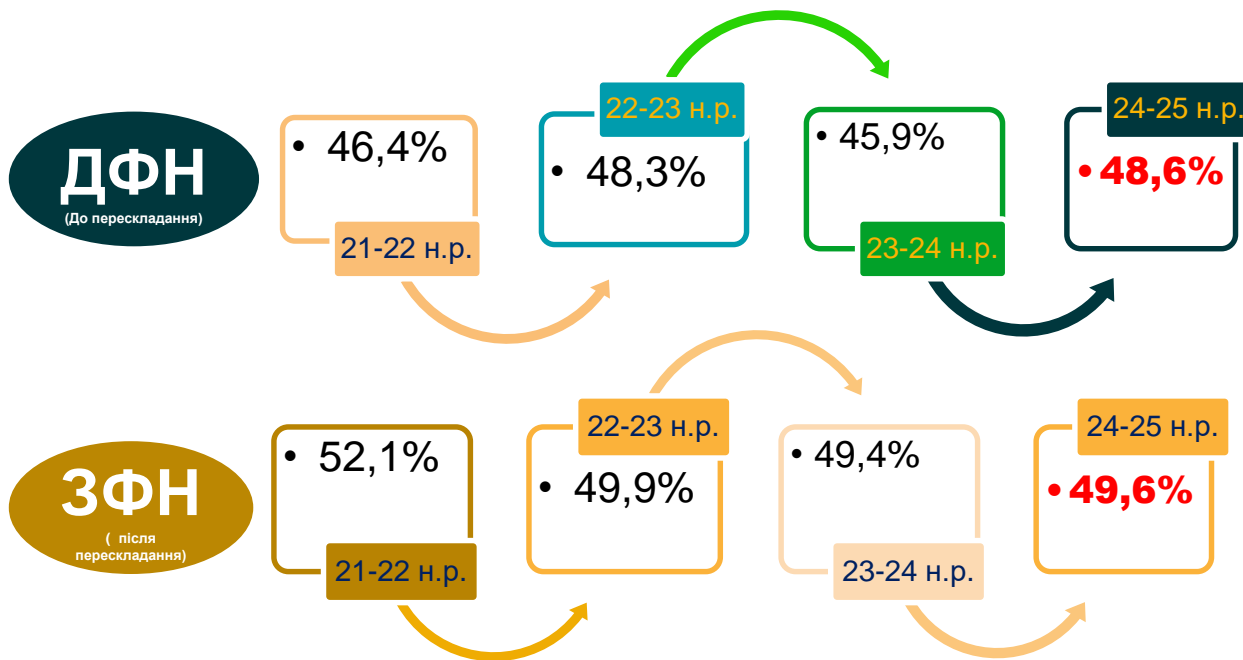 ДФН
(До перескладання)
• 46,4%
21-22 н.р.
22-23 н.р.
• 48,3%
• 45,9%
23-24 н.р.
24-25 н.р.
• 48,6%
ЗФН
( після
перескладання)
• 52,1%
21-22 н.р.
22-23 н.р.
• 49,9%
• 49,4%
23-24 н.р.
24-25 н.р.
• 49,6%